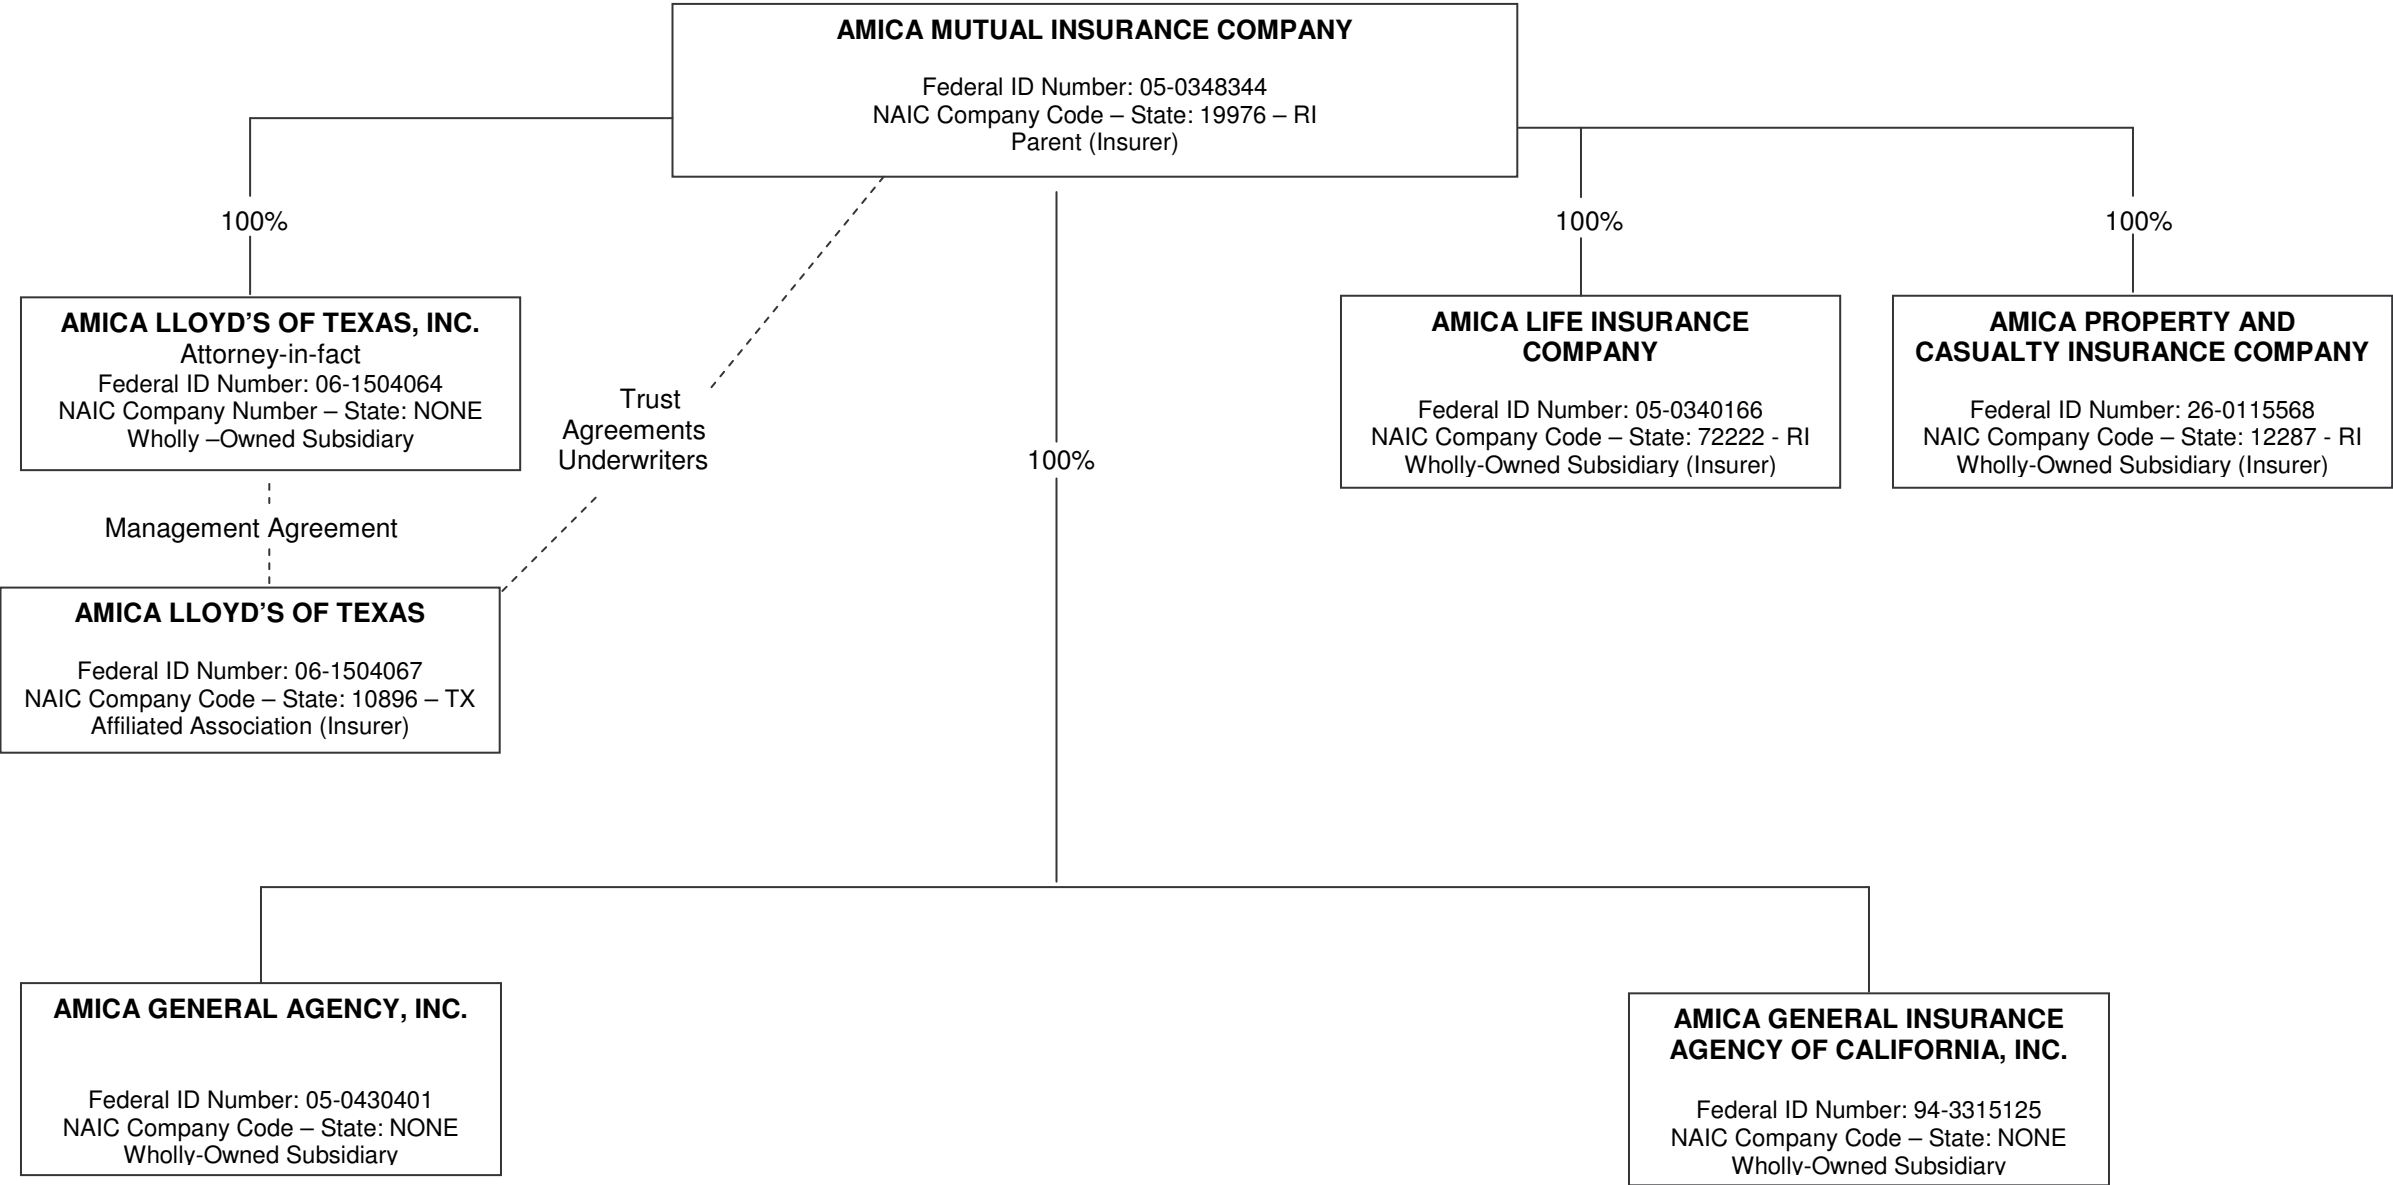 AMICA MUTUAL INSURANCE COMPANY
Federal ID Number: 05-0348344
NAIC Company Code – State: 19976 – RI
Parent (Insurer)
100%
100%
100%
AMICA LLOYD’S OF TEXAS, INC.
Attorney-in-fact
Federal ID Number: 06-1504064
NAIC Company Number – State: NONE
Wholly –Owned Subsidiary
Trust
Agreements
Underwriters
100%
AMICA LIFE INSURANCE
COMPANY
Federal ID Number: 05-0340166
NAIC Company Code – State: 72222 - RI
Wholly-Owned Subsidiary (Insurer)
AMICA PROPERTY AND
CASUALTY INSURANCE COMPANY
Federal ID Number: 26-0115568
NAIC Company Code – State: 12287 - RI
Wholly-Owned Subsidiary (Insurer)
Management Agreement
AMICA LLOYD’S OF TEXAS
Federal ID Number: 06-1504067
NAIC Company Code – State: 10896 – TX
Affiliated Association (Insurer)
AMICA GENERAL AGENCY, INC.
Federal ID Number: 05-0430401
NAIC Company Code – State: NONE
Wholly-Owned Subsidiary
AMICA GENERAL INSURANCE
AGENCY OF CALIFORNIA, INC.
Federal ID Number: 94-3315125
NAIC Company Code – State: NONE
Wholly-Owned Subsidiary